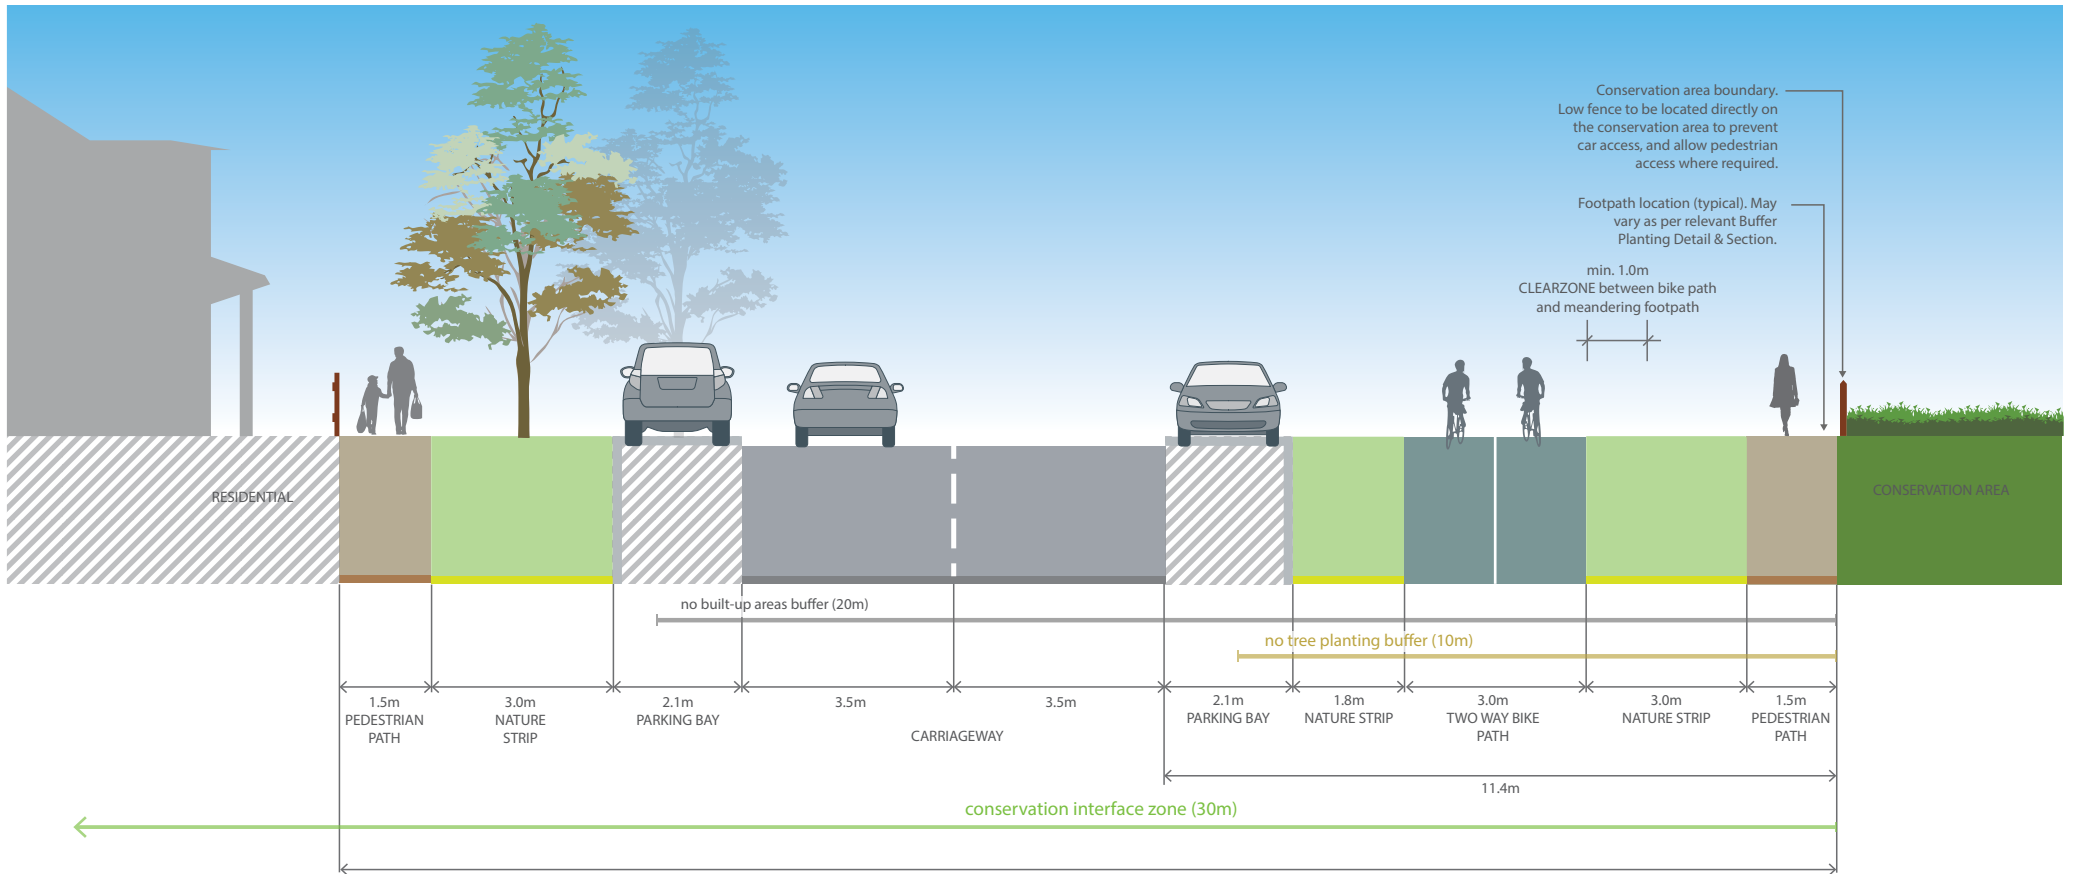 Conservation area boundary.
Low fence to be located directly on
the conservation area to prevent
car access, and allow pedestrian
access where required.
Footpath location (typical). May
vary as per relevant Buffer
Planting Detail & Section.
min. 1.0m
CLEARZONE between bike path
and meandering footpath
RESIDENTIAL
CONSERVATION AREA
no built-up areas buffer (20m)
no tree planting buffer (10m)
1.5m
PEDESTRIAN
PATH
3.0m
NATURE
STRIP
2.1m
PARKING BAY
3.5m
3.5m
CARRIAGEWAY
2.1m
PARKING BAY
1.8m
NATURE STRIP
3.0m
TWO WAY BIKE
PATH
3.0m
NATURE STRIP
1.5m
PEDESTRIAN
PATH
11.4m
conservation interface zone (30m)